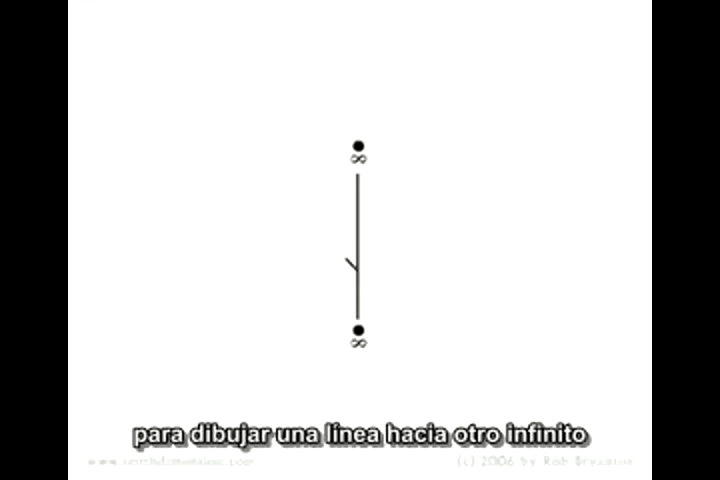 ∞
∞
para dibujar una línea hacia otro infinito
(c) 2006 by Rob Bryanton